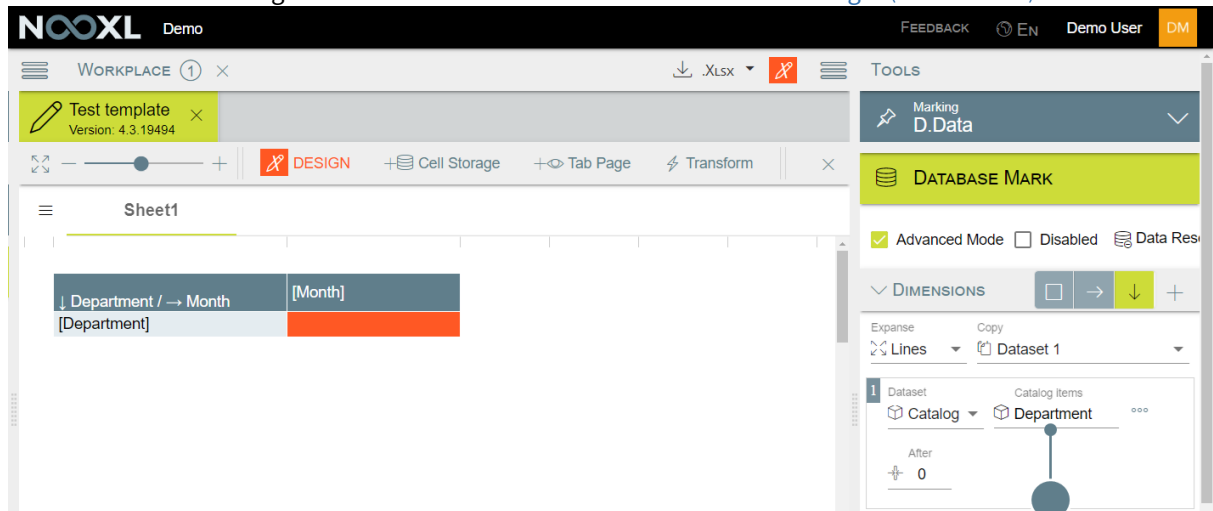 NOOXL Demo FEEDBACK EN Demo User DM
WORKPLACE 1 × .XLSX TOOLS
Test template ×
Version: 4.3.19494
Marking
D.Data
DESIGN + Cell Storage + Tab Page Transform ×
DATABASE MARK
Sheet1
Advanced Mode Disabled Data Res
DIMENSIONS
↓ Department / → Month [Month]
[Department]
Expanse Copy
Lines Dataset 1
1 Dataset Catalog items
Catalog Department
After
0